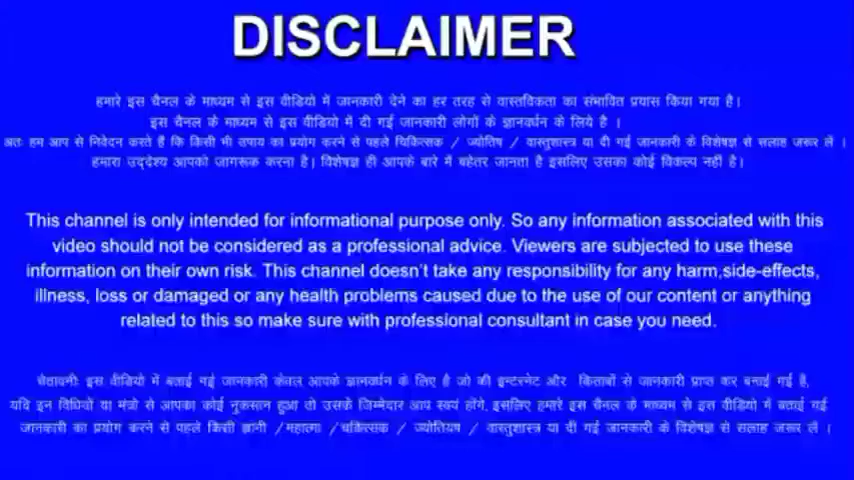 DISCLAIMER
हमारे इस चैनल के माध्यम से इस वीडियो में जानकारी देने का हर तरह से वास्तविकता का संभावित प्रयास किया गया है।
इस चैनल के माध्यम से इस वीडियो में दी गई जानकारी लोगों के ज्ञानवर्धन के लिये है ।
अतः हम आप से निवेदन करते हैं कि किसी भी उपाय का प्रयोग करने से पहले चिकित्सक / ज्योतिष / वास्तुशास्त्र या दी गई जानकारी के विशेषज्ञ से सलाह जरूर लें ।
हमारा उद्देश्य आपको जागरूक करना है। विशेषज्ञ ही आपके बारे में बहेतर जानता है इसलिए उसका कोई विकल्प नहीं है।
This channel is only intended for informational purpose only. So any information associated with this
video should not be considered as a professional advice. Viewers are subjected to use these
information on their own risk. This channel doesn't take any responsibility for any harm,side-effects,
illness, loss or damaged or any health problems caused due to the use of our content or anything
related to this so make sure with professional consultant in case you need.
चेतावनीः इस वीडियो में बताई गई जानकारी केवल आपके ज्ञानवर्धन के लिए है जो की इन्टरनेट और किताबों से जानकारी प्राप्त कर बनाई गई है,
यदि इन विधियों या मंत्रो से आपका कोई नुकसान हुआ तो उसके जिम्मेदार आप स्वयं होंगे, इसलिए हमारे इस चैनल के माध्यम से इस वीडियो में बताई गई
जानकारी का प्रयोग करने से पहले किसी ज्ञानी /महात्मा /चकित्सक / ज्योतियष / वास्तुशास्त्र या दी गई जानकारी के विशेषज्ञ से सलाह जरूर लें ।